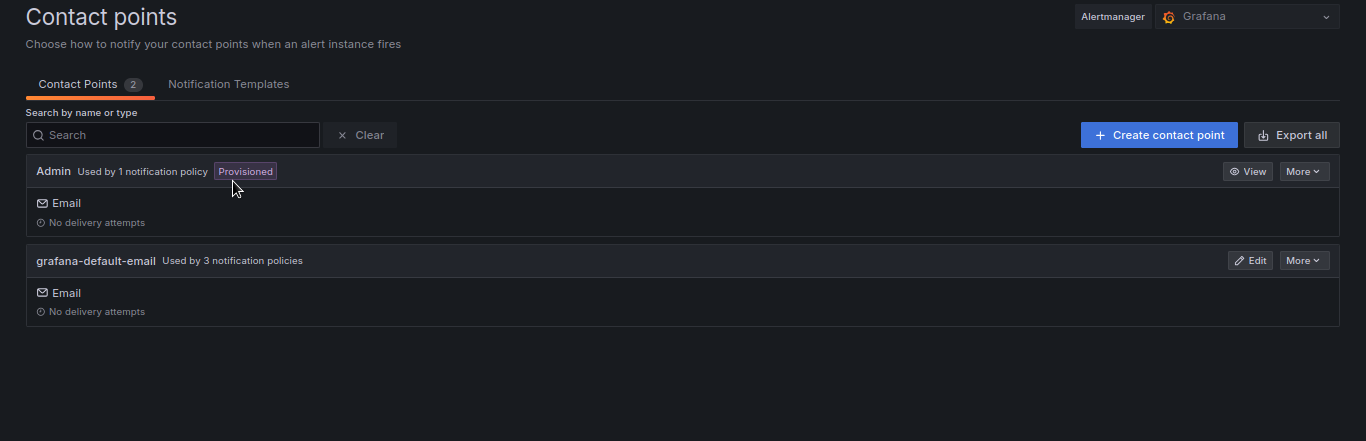 Contact points
Alertmanager Grafana
Choose how to notify your contact points when an alert instance fires
Contact Points 2 Notification Templates
Search by name or type
Search Clear Create contact point Export all
Admin Used by 1 notification policy Provisioned View More
Email
No delivery attempts
grafana-default-email Used by 3 notification policies Edit More
Email
No delivery attempts